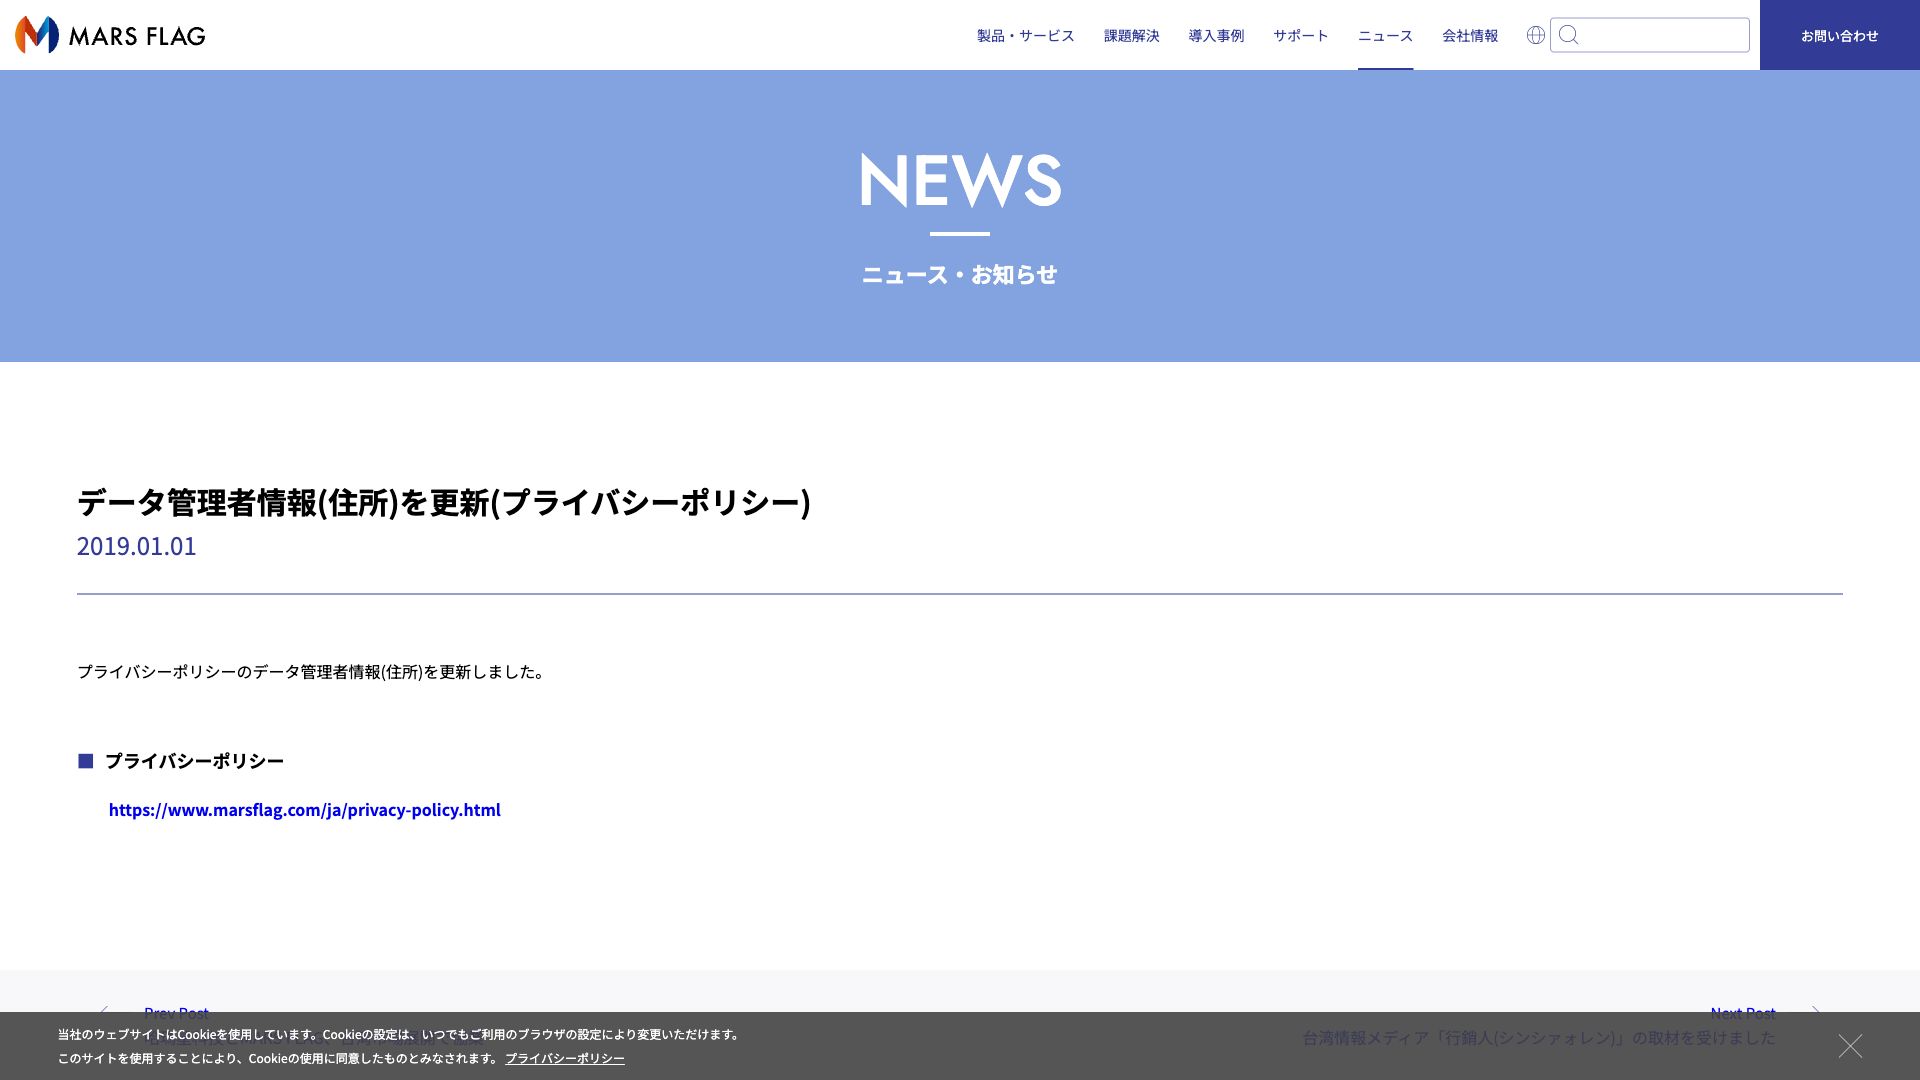 MARS FLAG
製品・サービス
課題解決
導入事例
サポート
ニュース
会社情報
お問い合わせ
NEWS
ニュース・お知らせ
データ管理者情報(住所)を更新(プライバシーポリシー)
2019.01.01
プライバシーポリシーのデータ管理者情報(住所)を更新しました。
■ プライバシーポリシー
https://www.marsflag.com/ja/privacy-policy.html
Prev Post
Next Post
台湾情報メディア「行銷人(シンシァォレン)」の取材を受けました
当社のウェブサイトはCookieを使用しています。Cookieの設定は、いつでもご利用のブラウザの設定により変更いただけます。
このサイトを使用することにより、Cookieの使用に同意したものとみなされます。 プライバシーポリシー